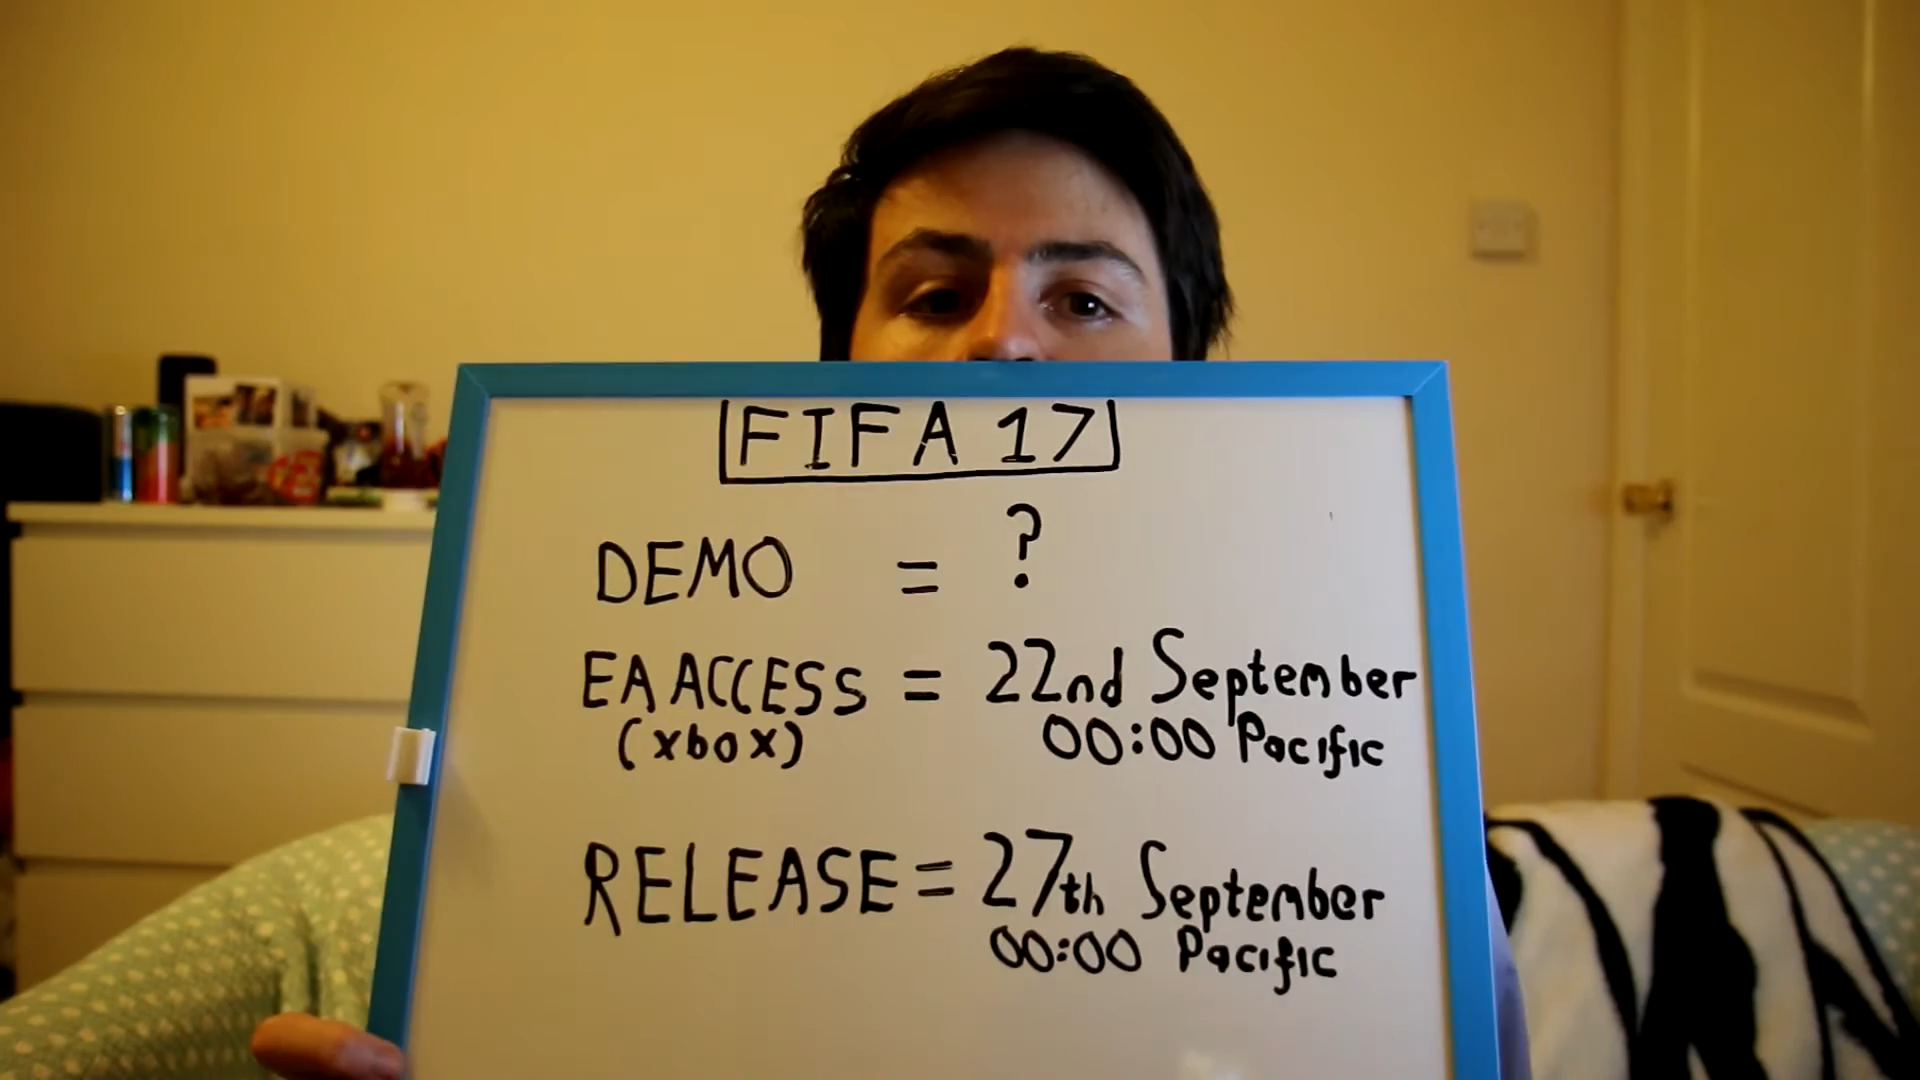 FIFA 17
DEMO = ?
EA ACCESS = 22nd September
(xbox) 00:00 Pacific
RELEASE = 27th September
00:00 Pacific